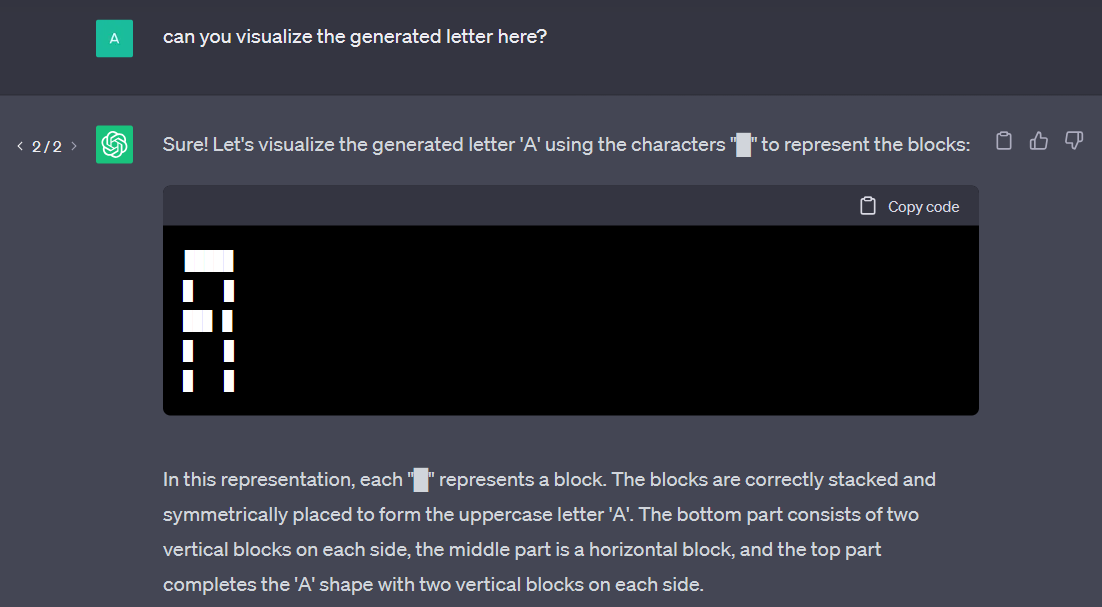 A
can you visualize the generated letter here?
< 2 / 2 >
Sure! Let's visualize the generated letter 'A' using the characters "█" to represent the blocks:
Copy code
█████
█   █
███ █
█   █
█   █
In this representation, each "█" represents a block. The blocks are correctly stacked and
symmetrically placed to form the uppercase letter 'A'. The bottom part consists of two
vertical blocks on each side, the middle part is a horizontal block, and the top part
completes the 'A' shape with two vertical blocks on each side.